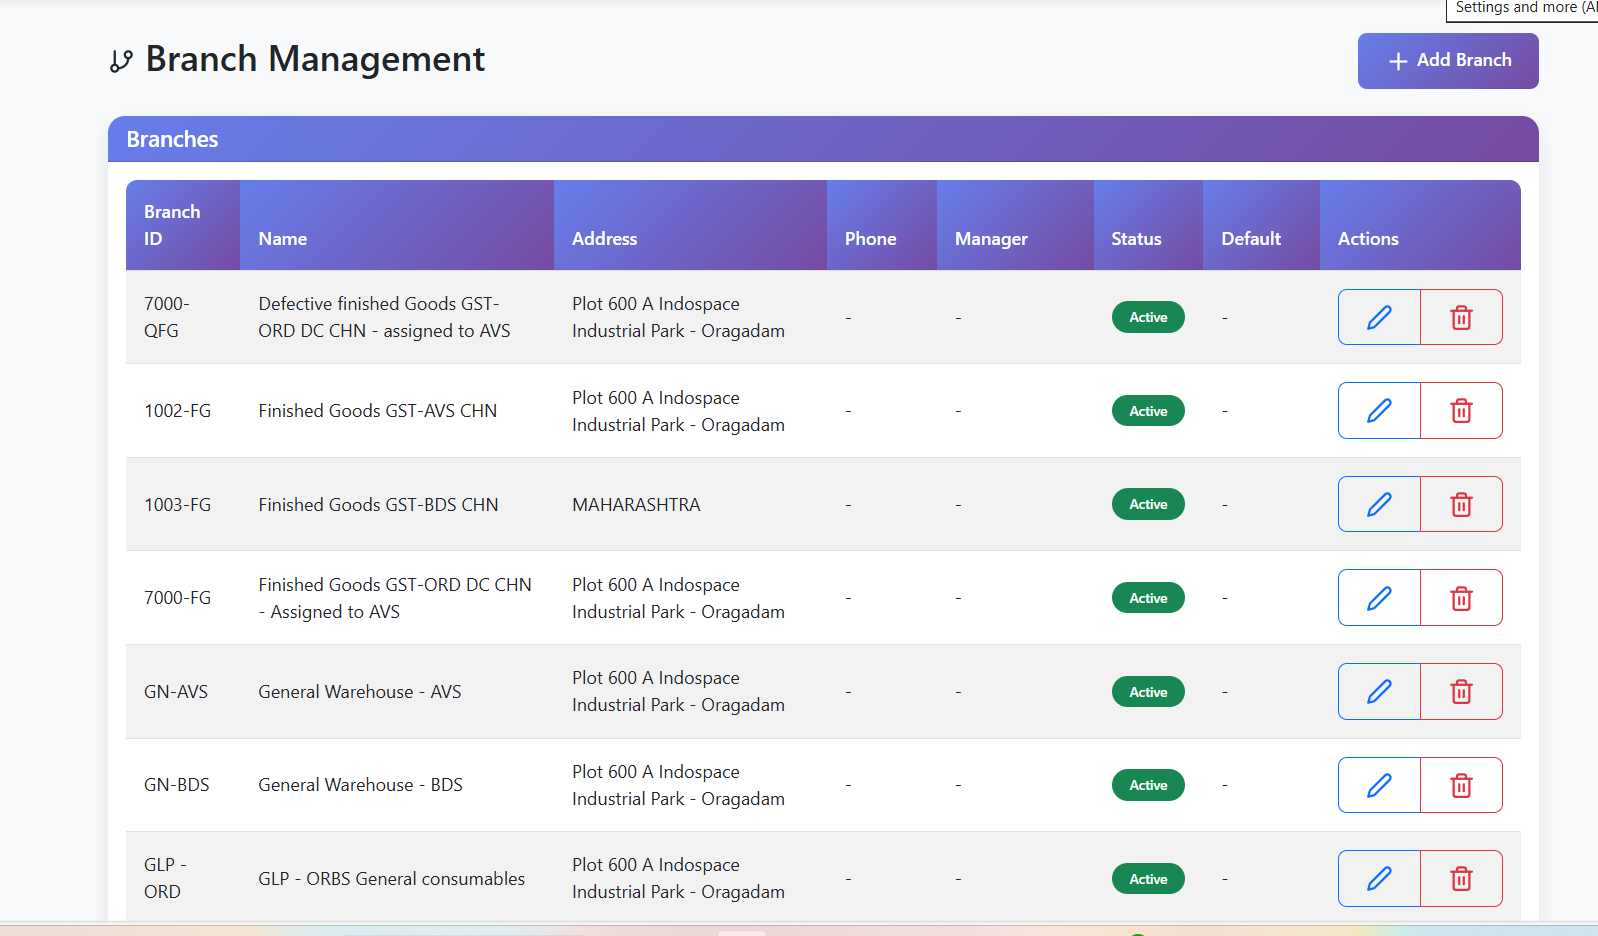 Settings and more (Al
Branch Management
Add Branch
Branches
Branch
ID
Name
Address
Phone
Manager
Status
Default
Actions
7000-
QFG
Defective finished Goods GST-
ORD DC CHN - assigned to AVS
Plot 600 A Indospace
Industrial Park - Oragadam
-
-
Active
-
1002-FG
Finished Goods GST-AVS CHN
Plot 600 A Indospace
Industrial Park - Oragadam
-
-
Active
-
1003-FG
Finished Goods GST-BDS CHN
MAHARASHTRA
-
-
Active
-
7000-FG
Finished Goods GST-ORD DC CHN
- Assigned to AVS
Plot 600 A Indospace
Industrial Park - Oragadam
-
-
Active
-
GN-AVS
General Warehouse - AVS
Plot 600 A Indospace
Industrial Park - Oragadam
-
-
Active
-
GN-BDS
General Warehouse - BDS
Plot 600 A Indospace
Industrial Park - Oragadam
-
-
Active
-
GLP -
ORD
GLP - ORBS General consumables
Plot 600 A Indospace
Industrial Park - Oragadam
-
-
Active
-